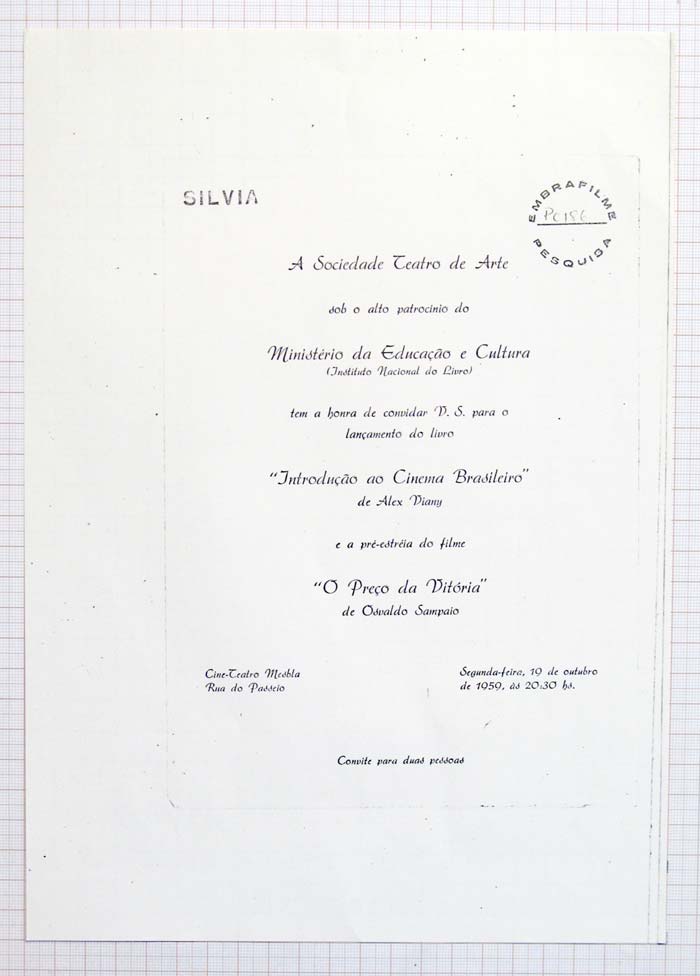 SILVIA
EMBRAFILME
PC186
PESQUISA
A Sociedade Teatro de Arte
sob o alto patrocinio do
Ministério da Educação e Cultura
(Instituto Nacional do Livro)
tem a honra de convidar V. S. para o
lançamento do livro
"Introdução ao Cinema Brasileiro"
de Alex Viany
e a pré-estréia do filme
"O Preço da Vitória"
de Osvaldo Sampaio
Cine-Teatro Mesbla
Rua do Passeio
Segunda-feira, 19 de outubro
de 1959, às 20:30 hs.
Convite para duas pessoas